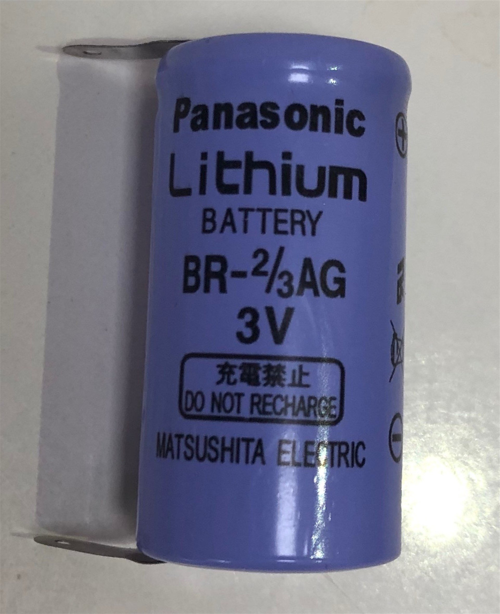 Panasonic
Lithium
BATTERY
BR-⅔AG
3V
充電禁止
DO NOT RECHARGE
MATSUSHITA ELECTRIC
+
-